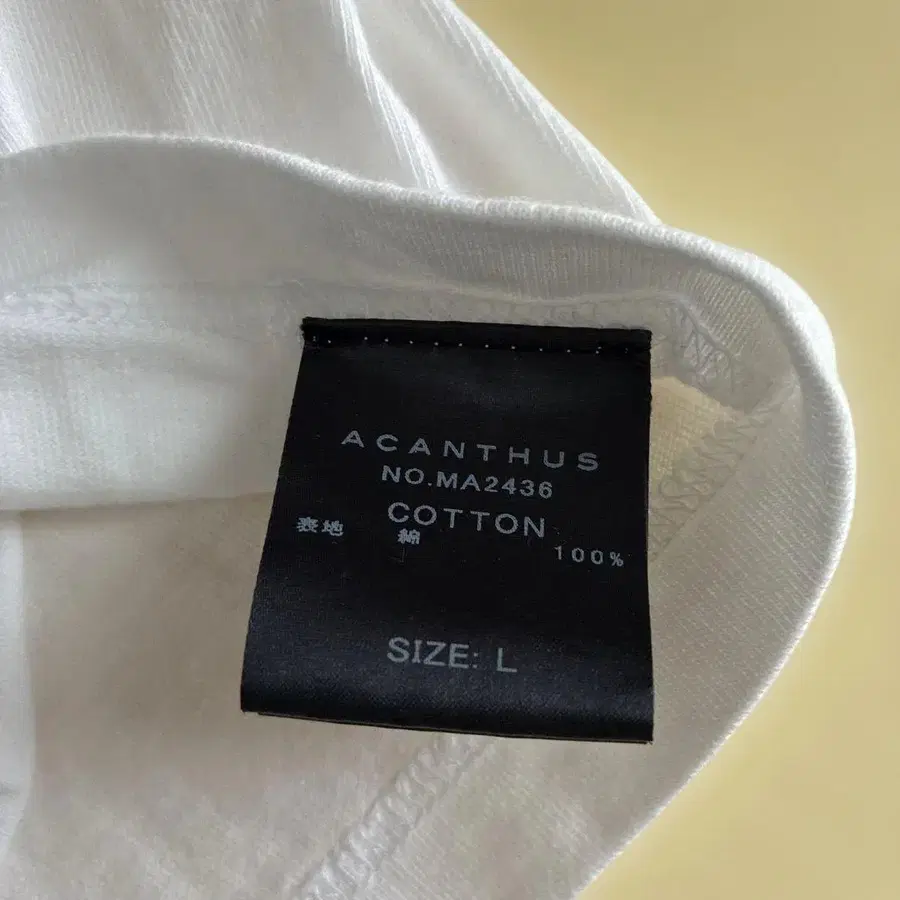 ACANTHUS
NO.MA2436
COTTON
表地 綿 100%
SIZE: L